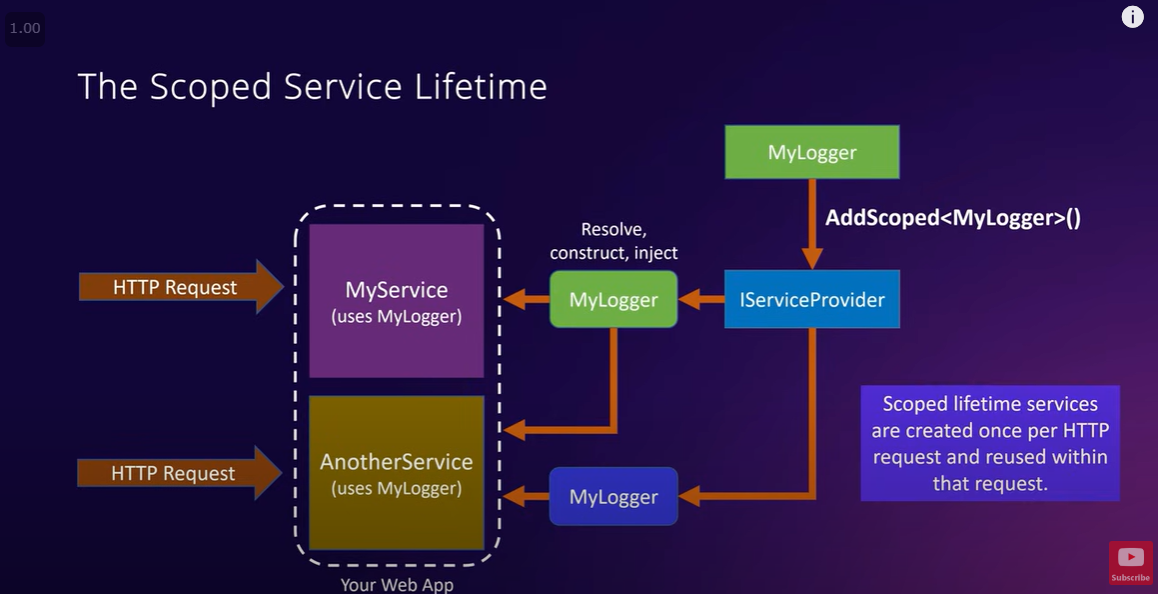 1.00
i
The Scoped Service Lifetime
MyLogger
AddScoped<MyLogger>()
Resolve,
construct, inject
HTTP Request
MyService
(uses MyLogger)
MyLogger
IServiceProvider
Scoped lifetime services
are created once per HTTP
request and reused within
that request.
HTTP Request
AnotherService
(uses MyLogger)
MyLogger
Your Web App
Subscribe